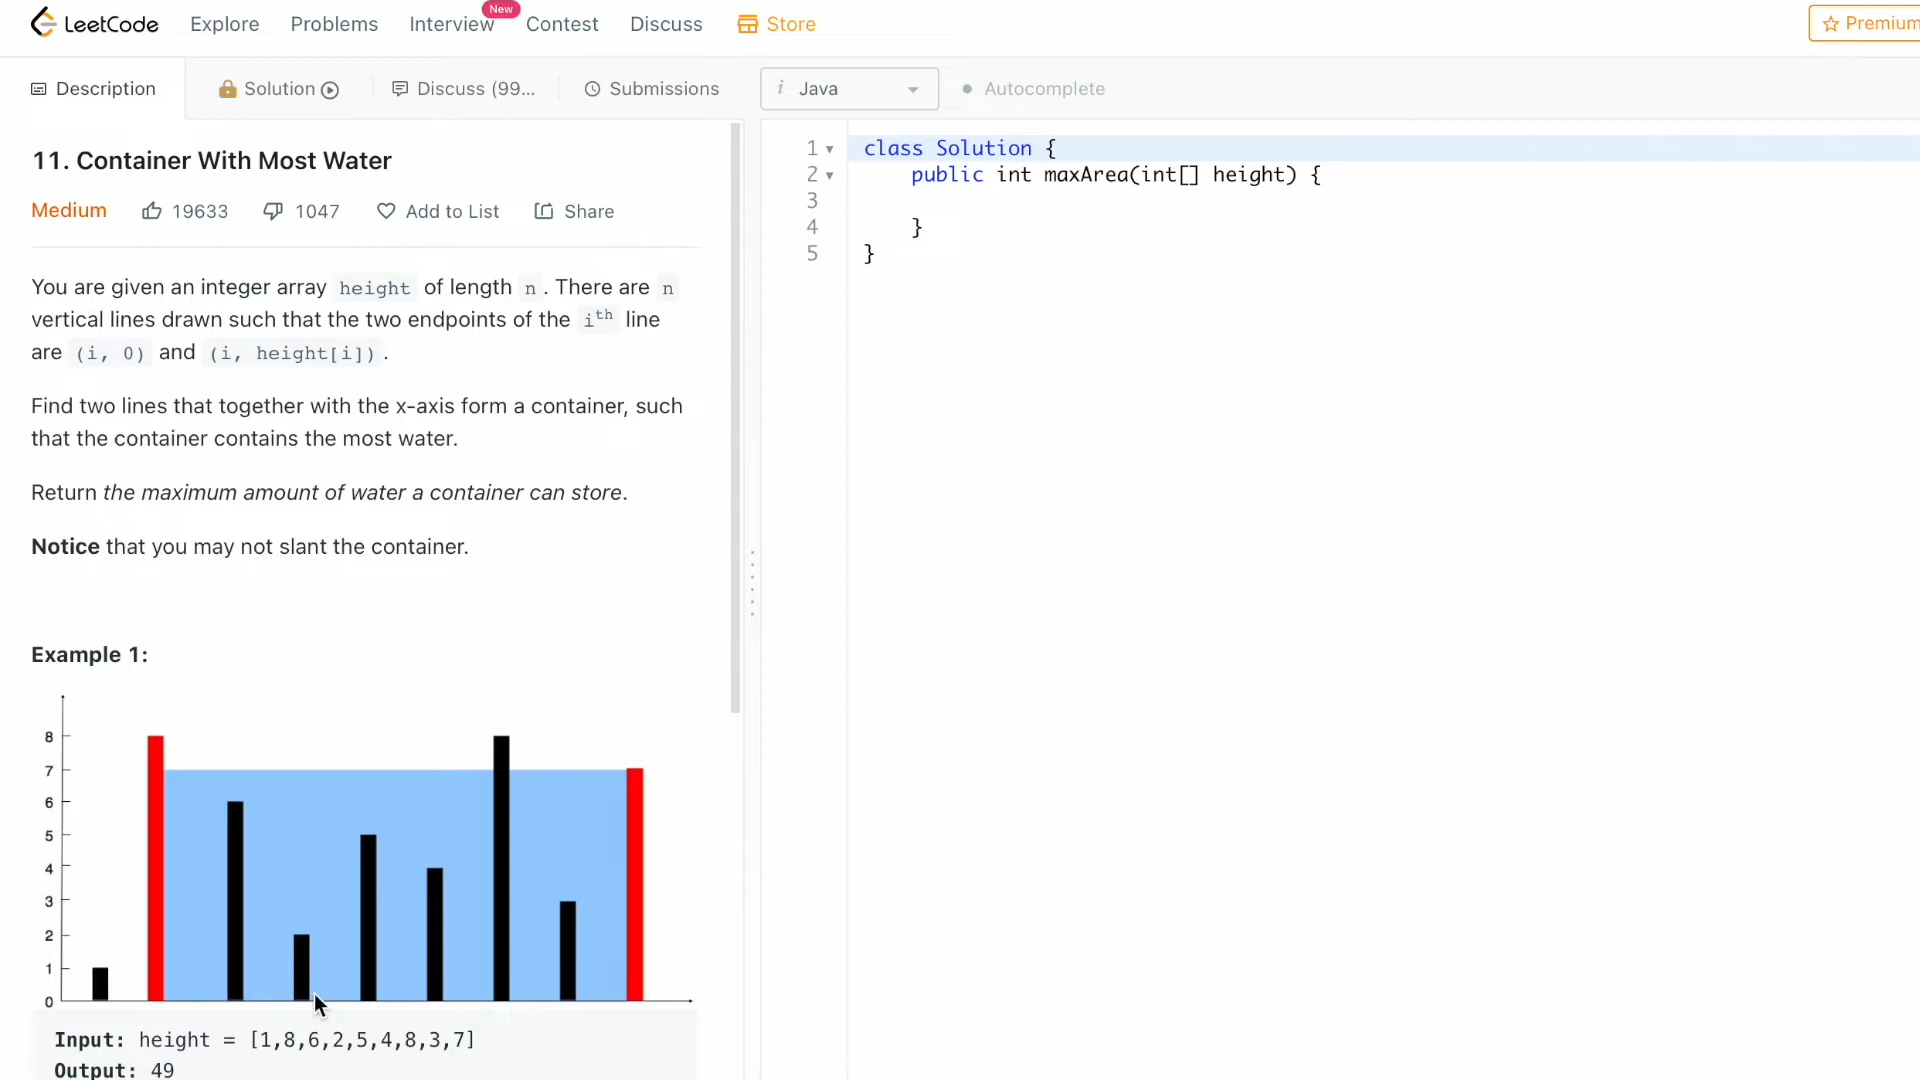 LeetCode Explore Problems Interview New Contest Discuss Store Premium
Description Solution Discuss (99... Submissions i Java Autocomplete
11. Container With Most Water
Medium 19633 1047 Add to List Share
You are given an integer array height of length n. There are n
vertical lines drawn such that the two endpoints of the ith line
are (i, 0) and (i, height[i]).
Find two lines that together with the x-axis form a container, such
that the container contains the most water.
Return the maximum amount of water a container can store.
Notice that you may not slant the container.
Example 1:
8
7
6
5
4
3
2
1
0
Input: height = [1,8,6,2,5,4,8,3,7]
Output: 49
1 class Solution {
2 public int maxArea(int[] height) {
3
4 }
5 }